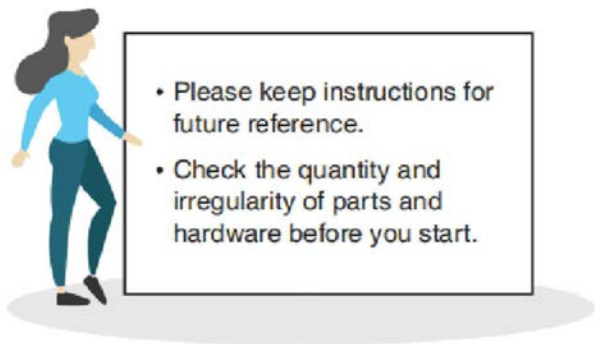 • Please keep instructions for
future reference.
• Check the quantity and
irregularity of parts and
hardware before you start.